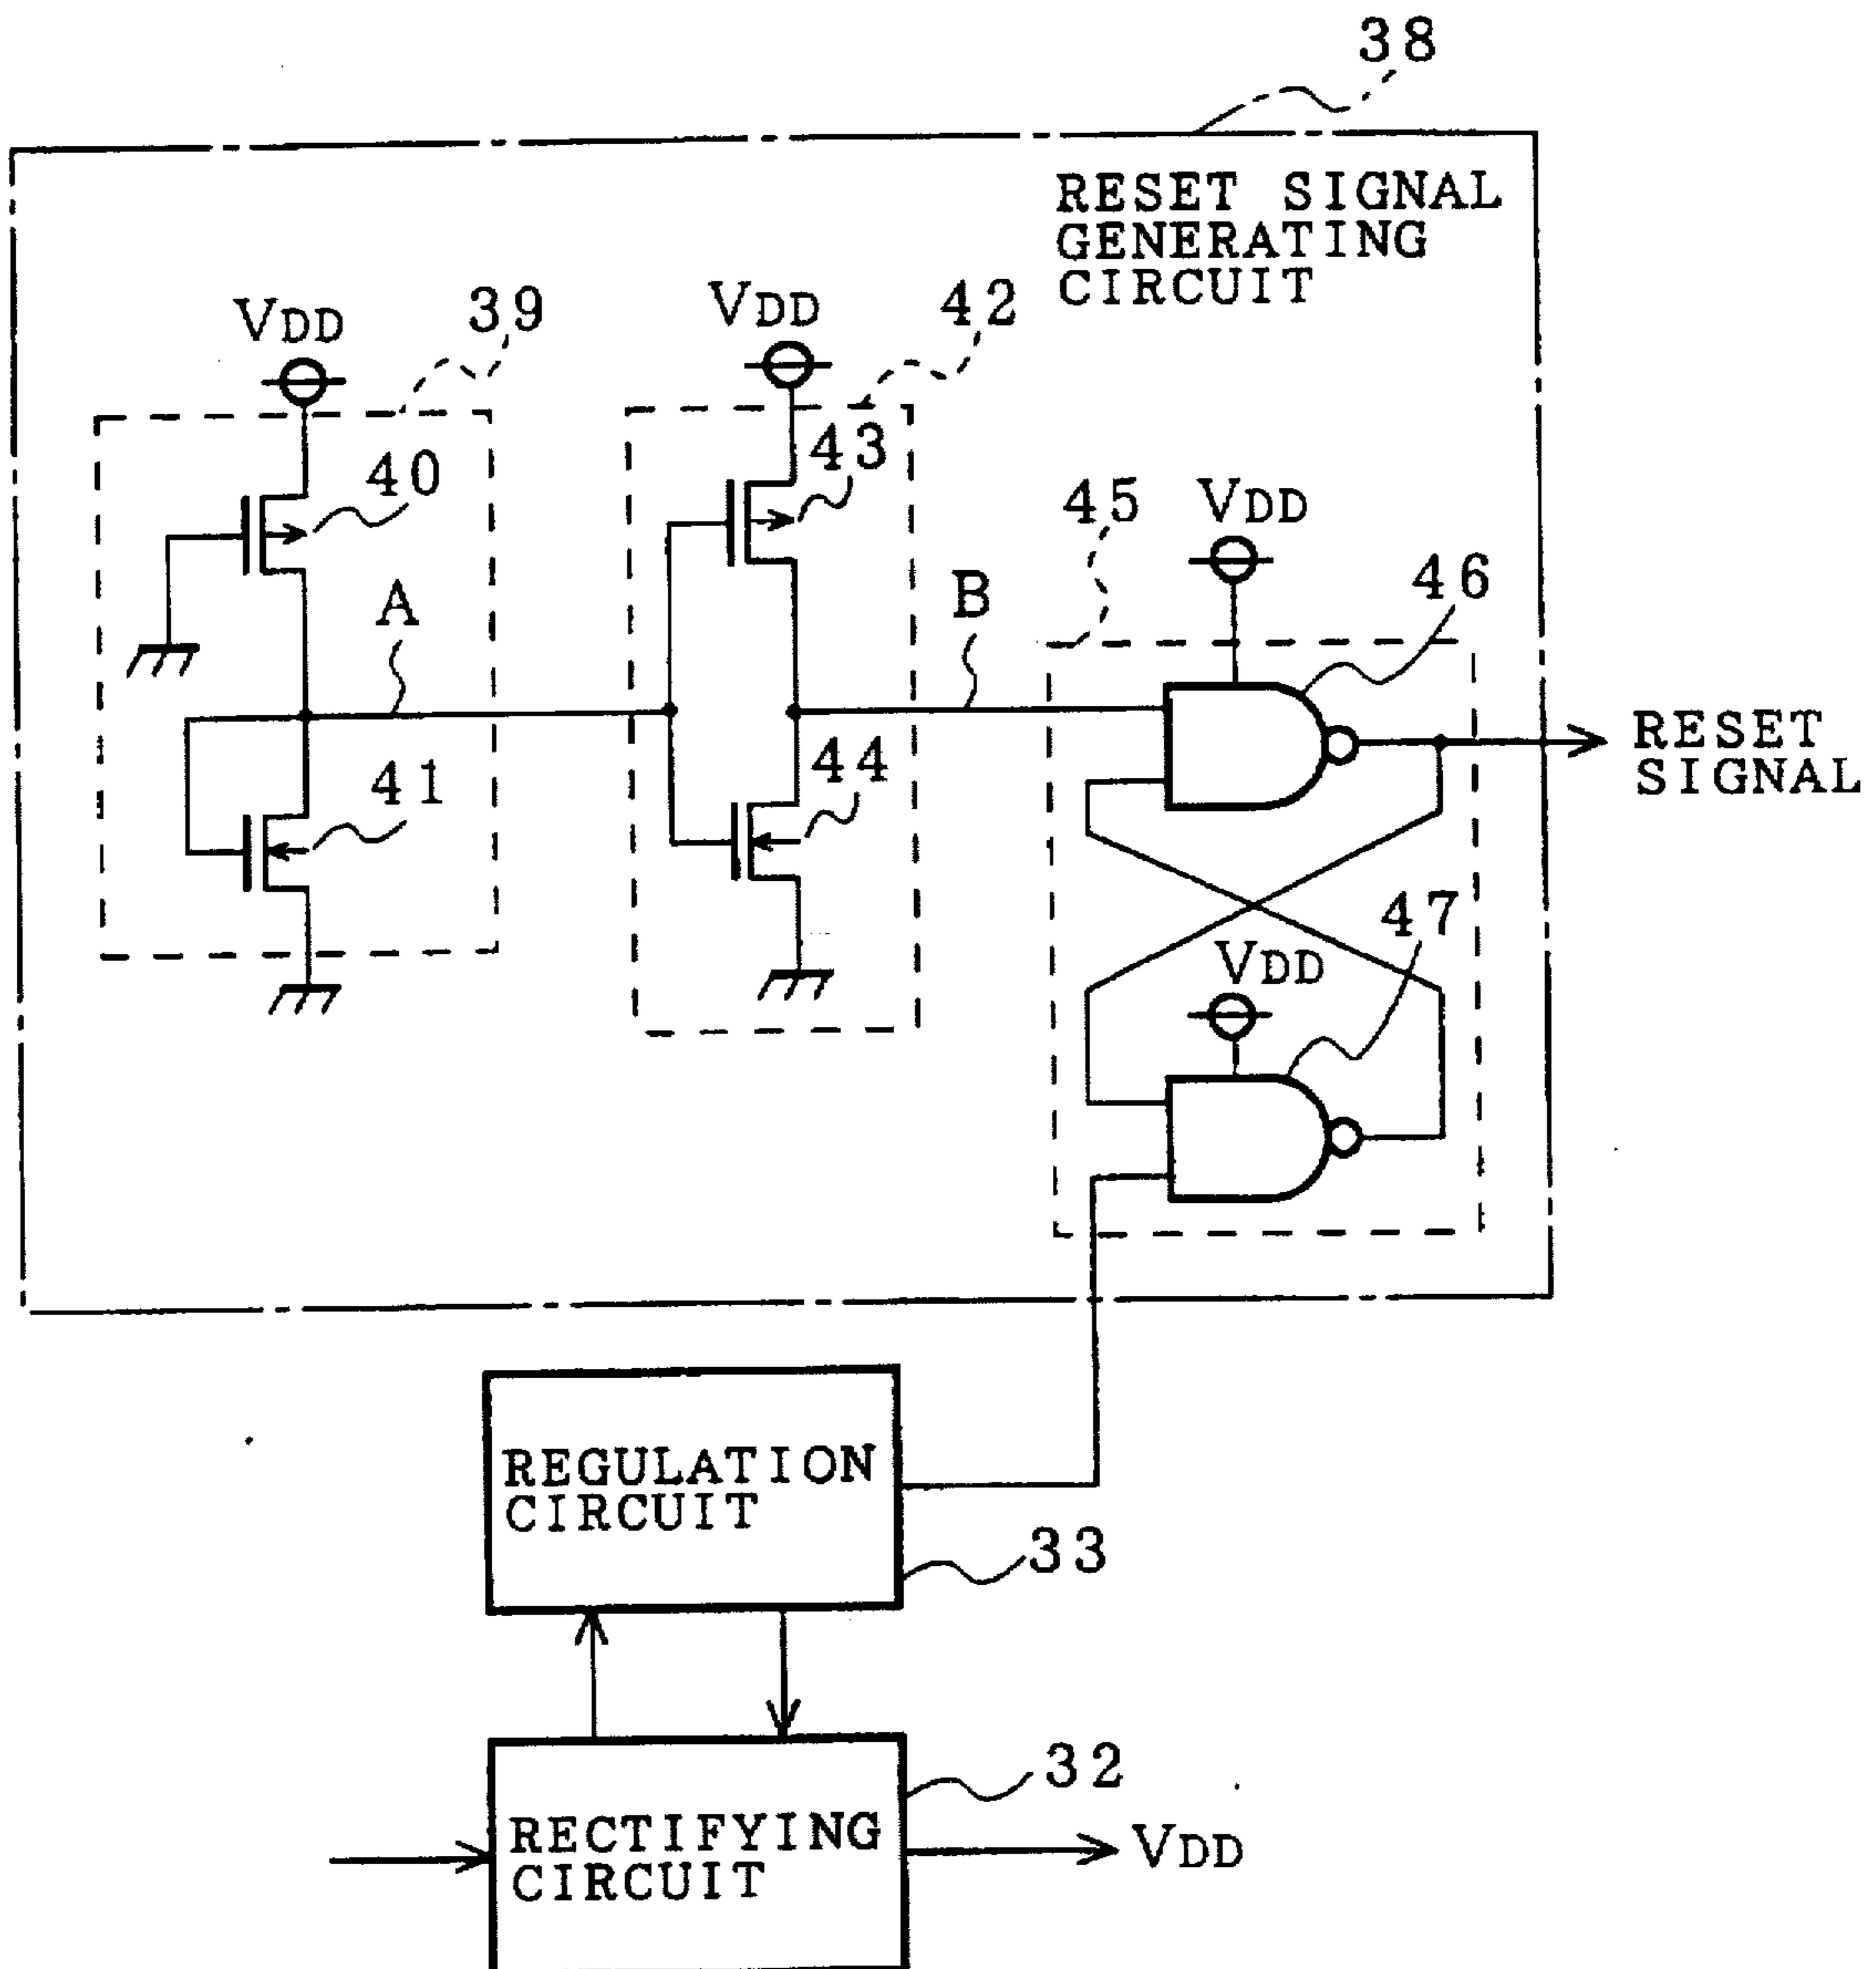 38
RESET SIGNAL
GENERATING
CIRCUIT
VDD
39
VDD
42
40
43
45
VDD
46
A
B
RESET
SIGNAL
41
44
47
VDD
REGULATION
CIRCUIT
33
32
RECTIFYING
CIRCUIT
VDD